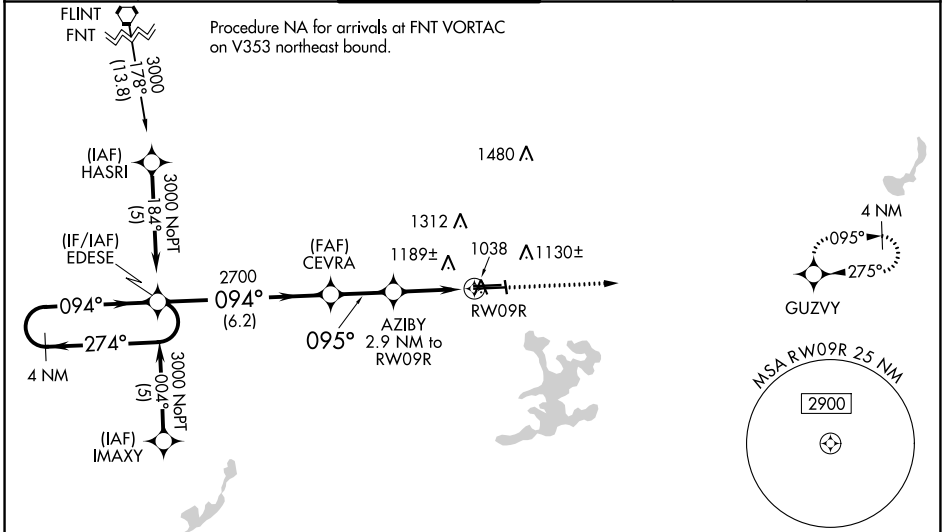 FLINT
FNT
Procedure NA for arrivals at FNT VORTAC
on V353 northeast bound.
3000
178°
(13.8)
(IAF)
HASRI
1480
3000 NoPT
184°
(5)
4 NM
095°
275°
GUZVY
(IF/IAF)
EDESE
1312
(FAF)
CEVRA
1189±
1038
1130±
RW09R
2700
094°
(6.2)
094°
274°
4 NM
095°
AZIBY
2.9 NM to
RW09R
3000 NoPT
004°
(5)
(IAF)
IMAXY
MSA RW09R 25 NM
2900